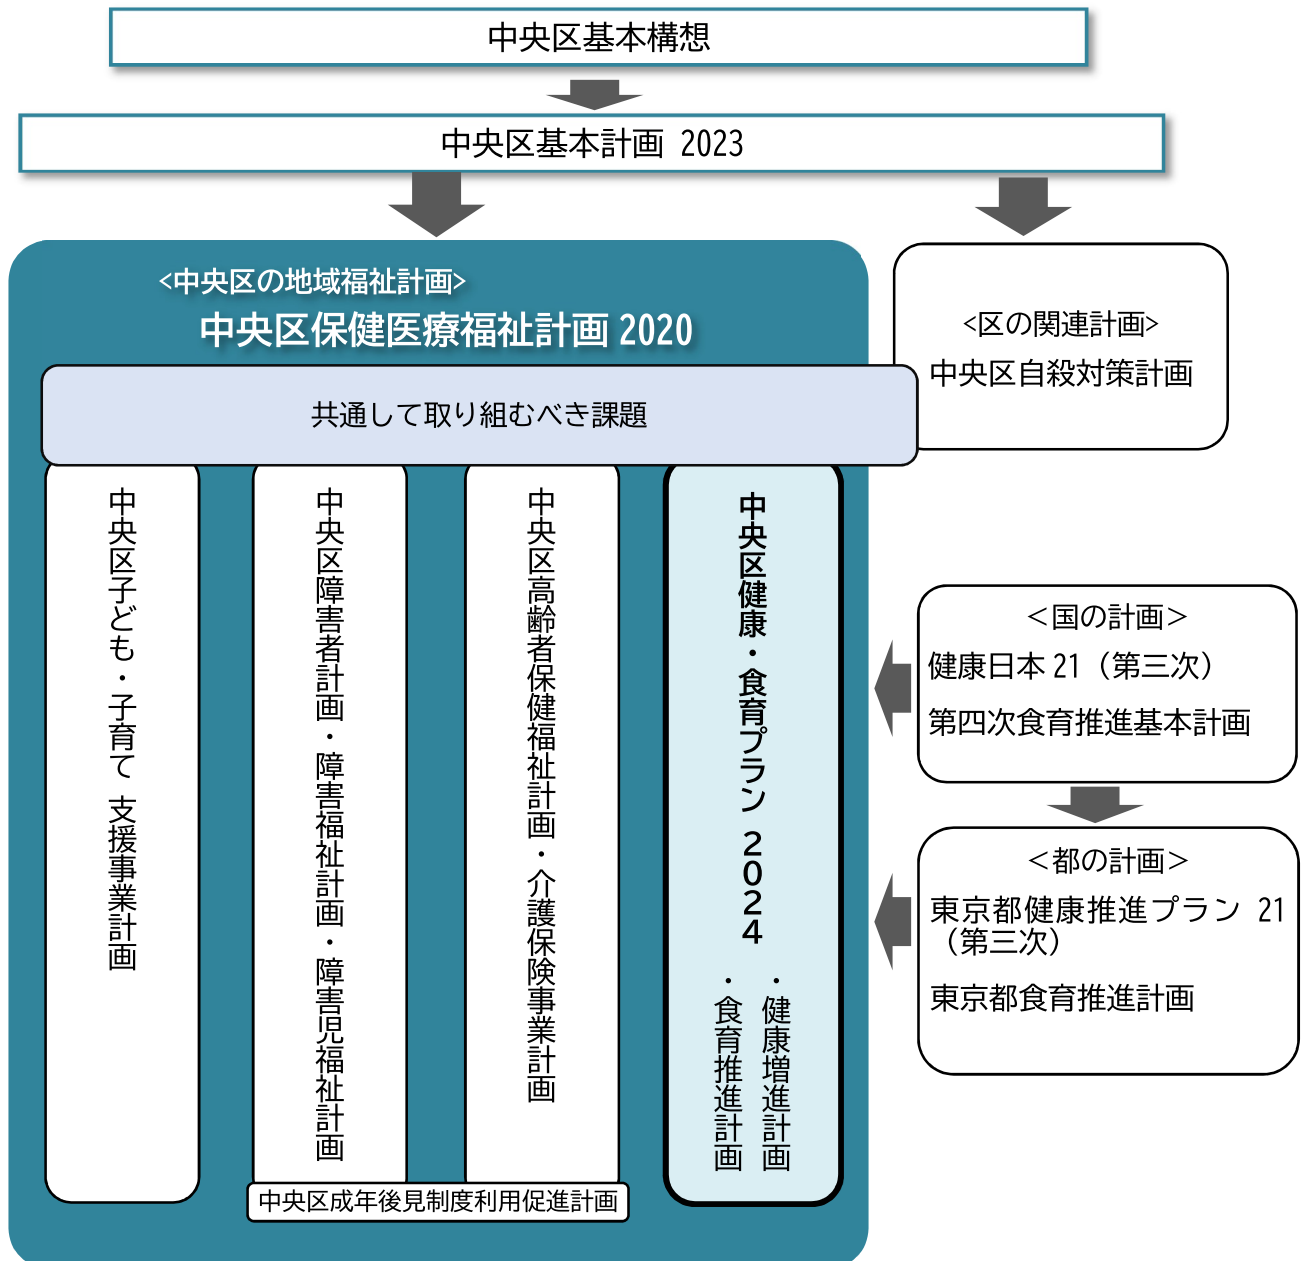 中央区基本構想
中央区基本計画 2023
<中央区の地域福祉計画>
中央区保健医療福祉計画 2020
<区の関連計画>
中央区自殺対策計画
共通して取り組むべき課題
中央区子ども・子育て 支援事業計画
中央区障害者計画・障害福祉計画・障害児福祉計画
中央区高齢者保健福祉計画・介護保険事業計画
中央区健康・食育プラン 2024
・健康増進計画
・食育推進計画
中央区成年後見制度利用促進計画
＜国の計画＞
健康日本 21（第三次）
第四次食育推進基本計画
＜都の計画＞
東京都健康推進プラン 21
（第三次）
東京都食育推進計画